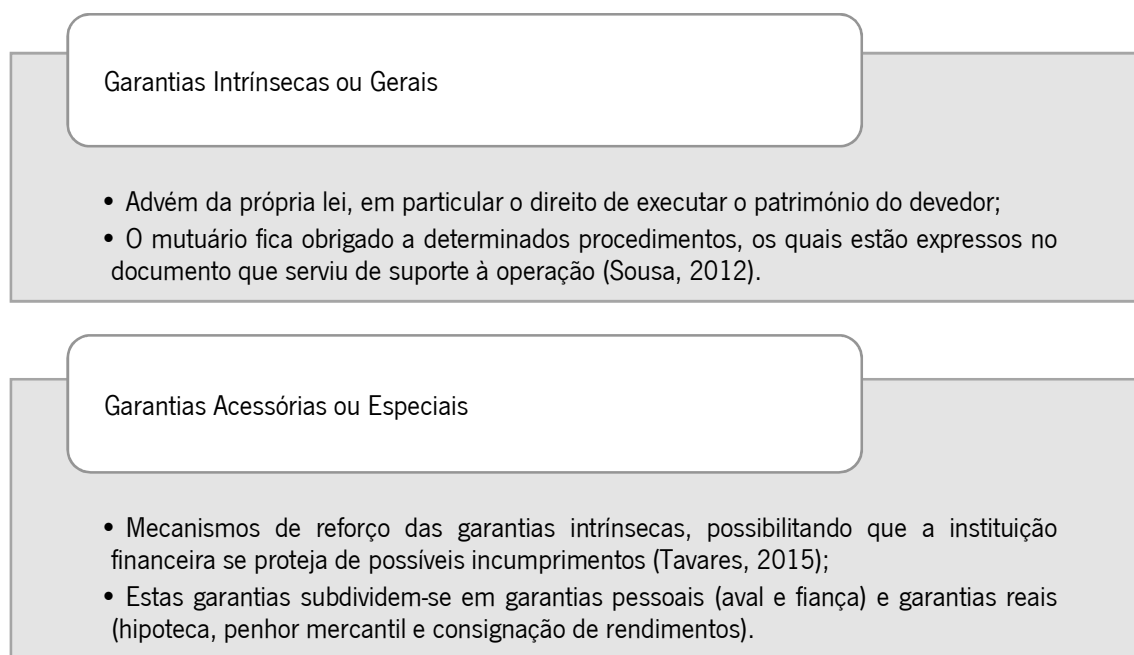 Garantias Intrínsecas ou Gerais
• Advém da própria lei, em particular o direito de executar o património do devedor;
• O mutuário fica obrigado a determinados procedimentos, os quais estão expressos no
documento que serviu de suporte à operação (Sousa, 2012).
Garantias Acessórias ou Especiais
• Mecanismos de reforço das garantias intrínsecas, possibilitando que a instituição
financeira se proteja de possíveis incumprimentos (Tavares, 2015);
• Estas garantias subdividem-se em garantias pessoais (aval e fiança) e garantias reais
(hipoteca, penhor mercantil e consignação de rendimentos).